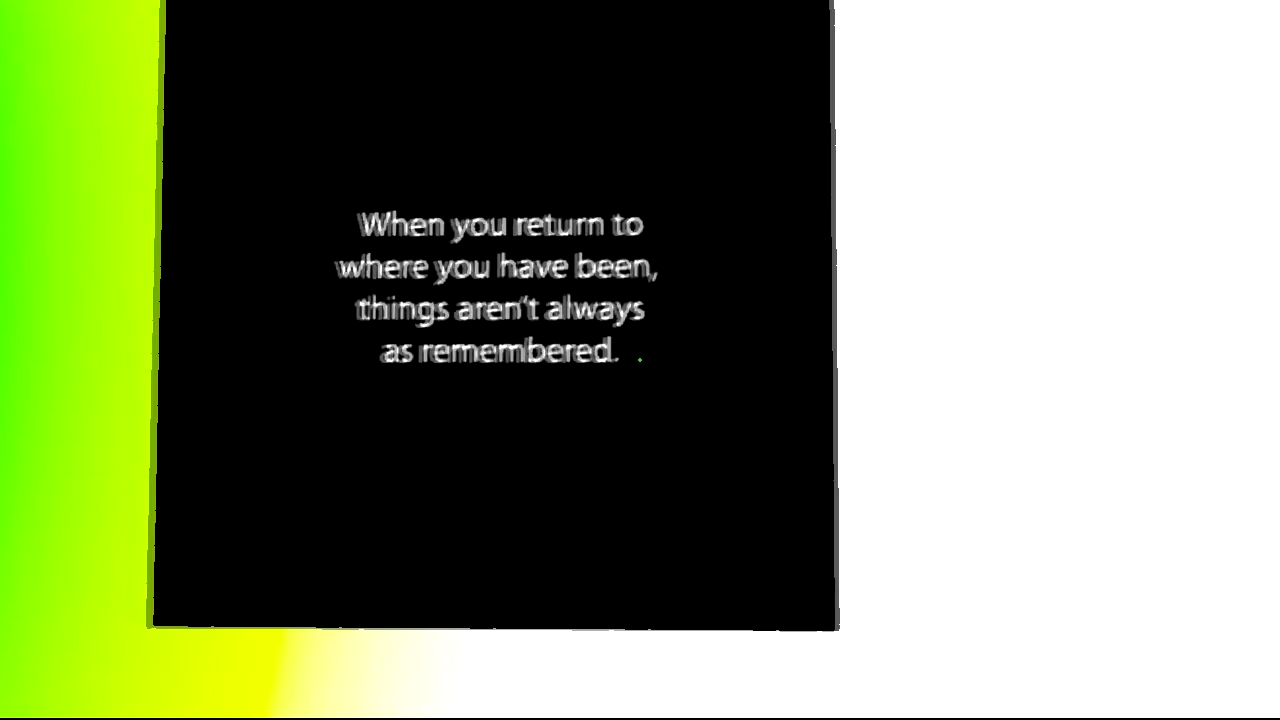 When you return to
where you have been,
things aren't always
as remembered.